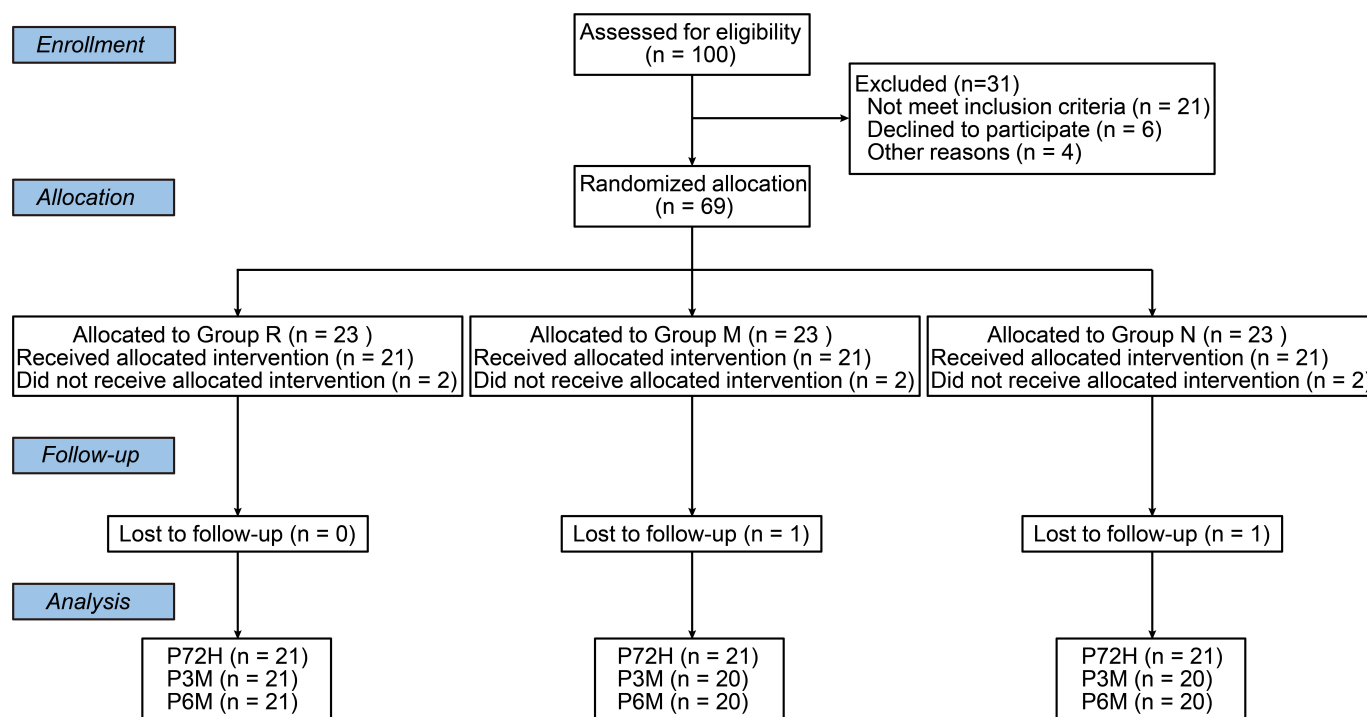 Enrollment
Assessed for eligibility
(n = 100)
Excluded (n=31)
Not meet inclusion criteria (n = 21)
Declined to participate (n = 6)
Other reasons (n = 4)
Allocation
Randomized allocation
(n = 69)
Allocated to Group R (n = 23 )
Received allocated intervention (n = 21)
Did not receive allocated intervention (n = 2)
Allocated to Group M (n = 23 )
Received allocated intervention (n = 21)
Did not receive allocated intervention (n = 2)
Allocated to Group N (n = 23 )
Received allocated intervention (n = 21)
Did not receive allocated intervention (n = 2)
Follow-up
Lost to follow-up (n = 0)
Lost to follow-up (n = 1)
Lost to follow-up (n = 1)
Analysis
P72H (n = 21)
P3M (n = 21)
P6M (n = 21)
P72H (n = 21)
P3M (n = 20)
P6M (n = 20)
P72H (n = 21)
P3M (n = 20)
P6M (n = 20)